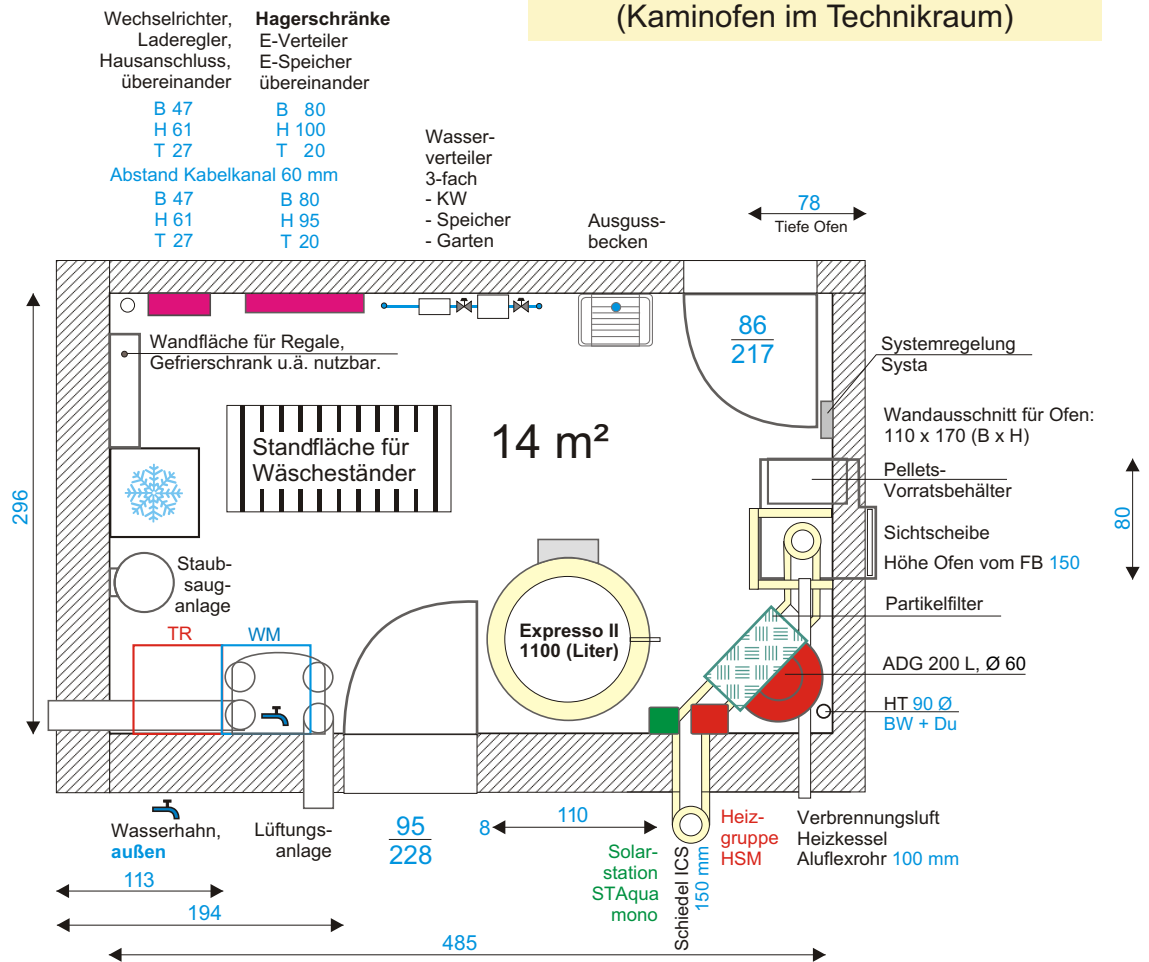 (Kaminofen im Technikraum)
Wechselrichter,
Laderegler,
Hausanschluss,
übereinander
B 47
H 61
T 27
Hagerschränke
E-Verteiler
E-Speicher
übereinander
B 80
H 100
T 20
Abstand Kabelkanal 60 mm
B 47
H 61
T 27
B 80
H 95
T 20
Wasser-
verteiler
3-fach
- KW
- Speicher
- Garten
Ausguss-
becken
78
Tiefe Ofen
Wandfläche für Regale,
Gefrierschrank u.ä. nutzbar.
86
217
Systemregelung
Systa
Standfläche für
Wäscheständer
14 m²
Wandausschnitt für Ofen:
110 x 170 (B x H)
Pellets-
Vorratsbehälter
296
80
Sichtscheibe
Höhe Ofen vom FB 150
Staub-
saug-
anlage
Partikelfilter
TR
WM
Expresso II
1100 (Liter)
ADG 200 L, Ø 60
HT 90 Ø
BW + Du
Wasserhahn,
außen
Lüftungs-
anlage
95
228
8
110
Solar-
station
STAqua
mono
Schiedel ICS
150 mm
Heiz-
gruppe
HSM
Verbrennungsluft
Heizkessel
Aluflexrohr 100 mm
113
194
485